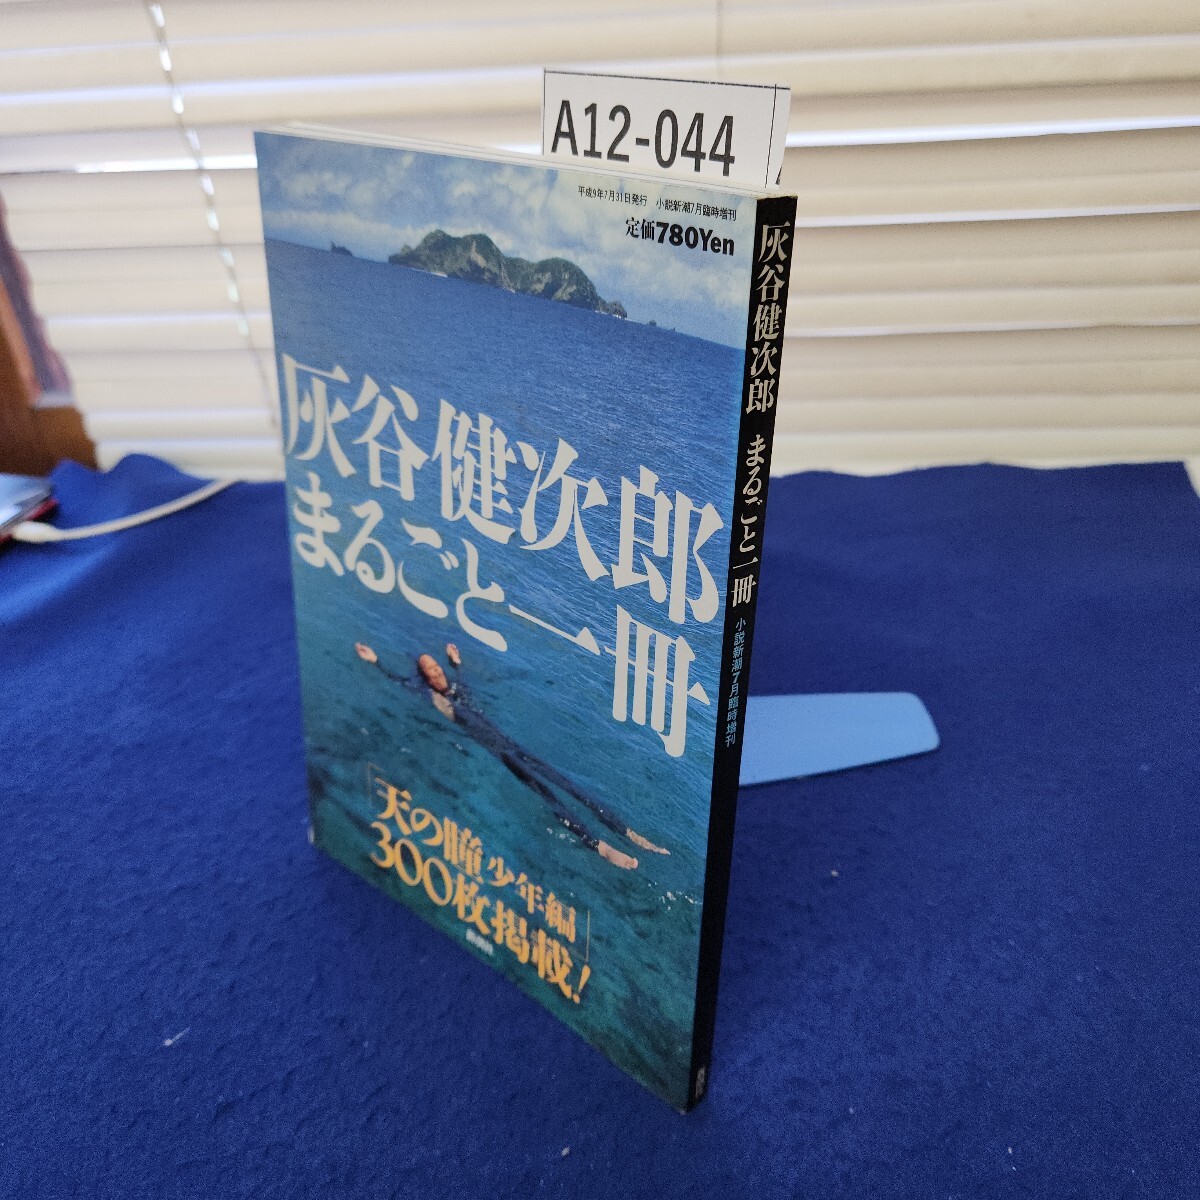 A12-044
平成9年7月31日発行 小説新潮7月臨時増刊
定価780Yen
灰谷健次郎
まるごと一冊
「天の瞳 少年編」
300枚掲載!
新潮社
灰谷健次郎 まるごと一冊 小説新潮7月臨時増刊